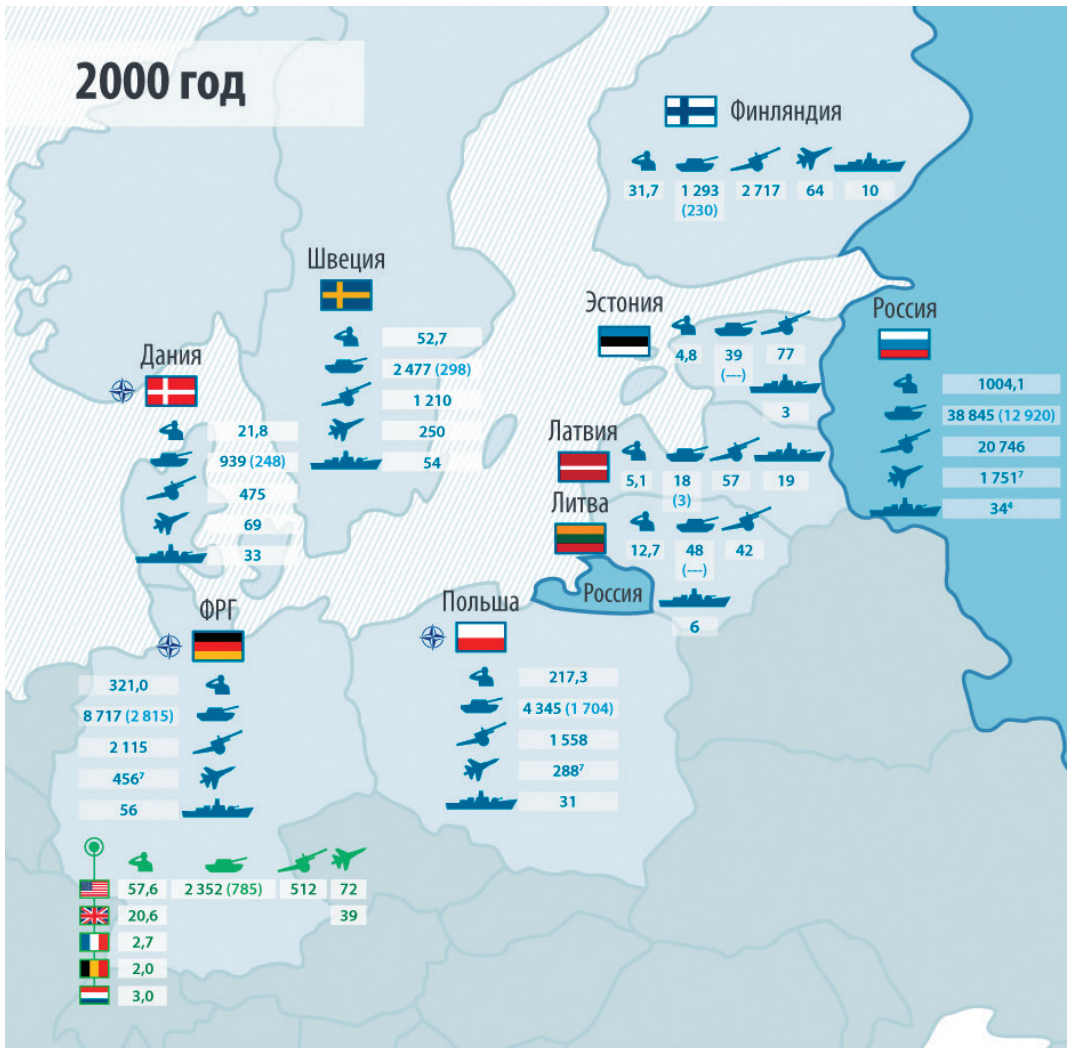 2000 год
Финляндия
31,7 1 293 2 717 64 10
(230)
Швеция
52,7
2 477 (298)
1 210
250
54
Эстония
4,8 39 77
(---)
3
Россия
1004,1
38 845 (12 920)
20 746
1 751⁷
34⁴
Дания
21,8
939 (248)
475
69
33
Латвия
5,1 18 57 19
(3)
Литва
12,7 48 42
(---)
6
Россия
ФРГ
321,0
8 717 (2 815)
2 115
456⁷
56
Польша
217,3
4 345 (1 704)
1 558
288⁷
31
57,6 2 352 (785) 512 72
20,6 39
2,7
2,0
3,0